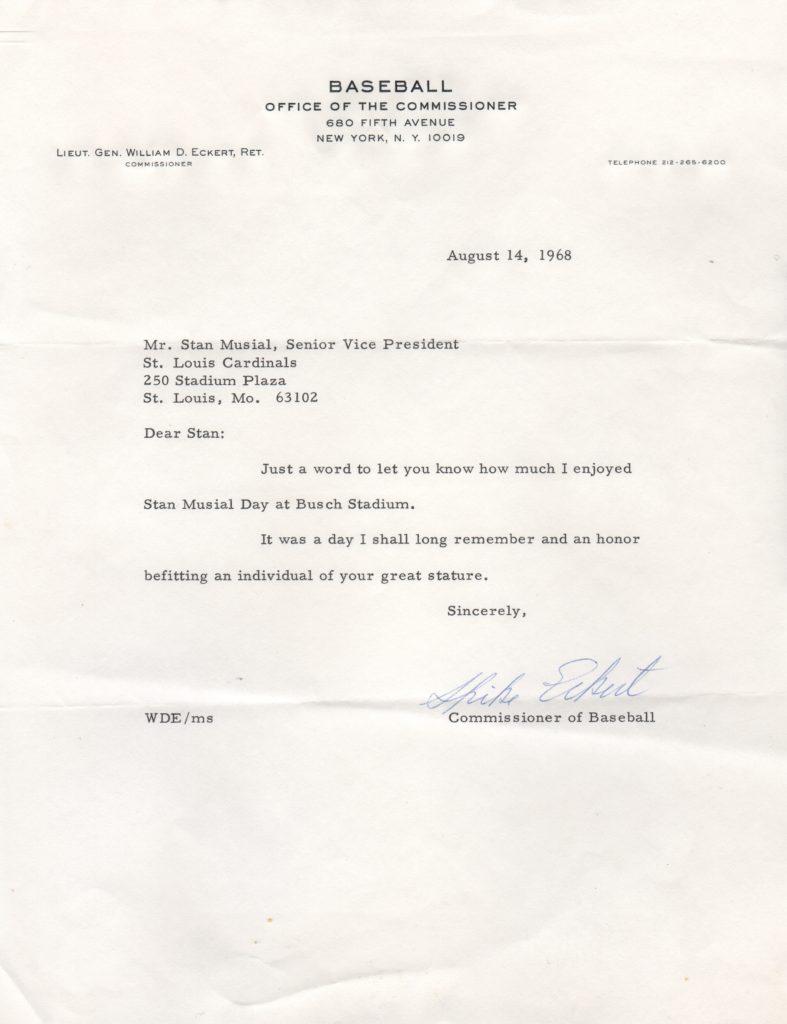 BASEBALL
OFFICE OF THE COMMISSIONER
680 FIFTH AVENUE
NEW YORK, N. Y. 10019
LIEUT. GEN. WILLIAM D. ECKERT, RET.
COMMISSIONER
TELEPHONE 212-265-6200
August 14, 1968
Mr. Stan Musial, Senior Vice President
St. Louis Cardinals
250 Stadium Plaza
St. Louis, Mo. 63102
Dear Stan:
Just a word to let you know how much I enjoyed
Stan Musial Day at Busch Stadium.
It was a day I shall long remember and an honor
befitting an individual of your great stature.
Sincerely,
Spike Eckert
WDE/ms
Commissioner of Baseball